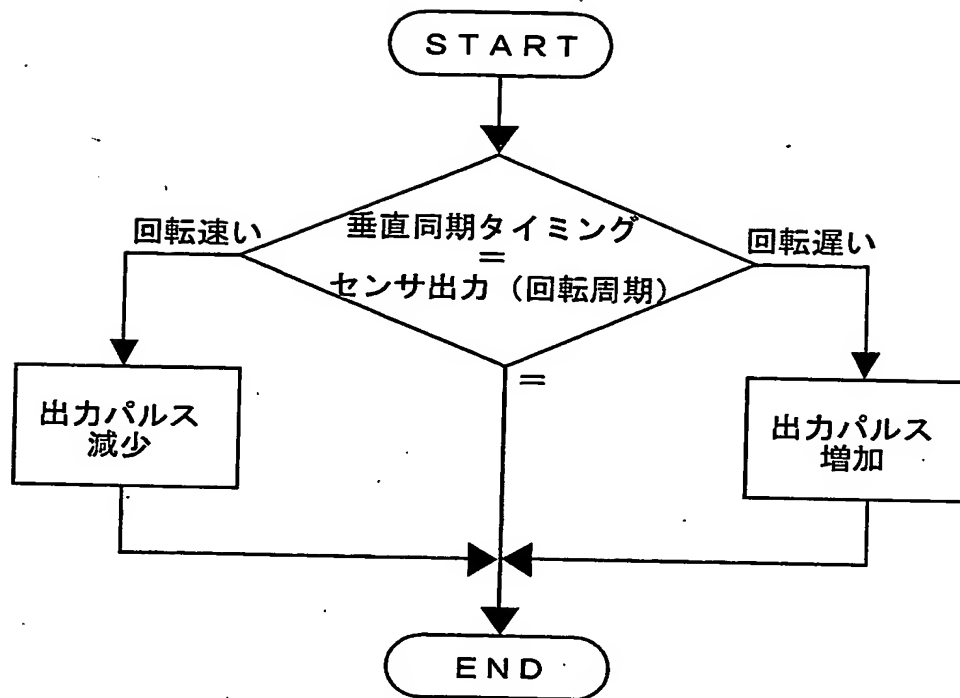 START
垂直同期タイミング
=
センサ出力（回転周期）
回転速い
回転遅い
=
出力パルス
減少
出力パルス
増加
END